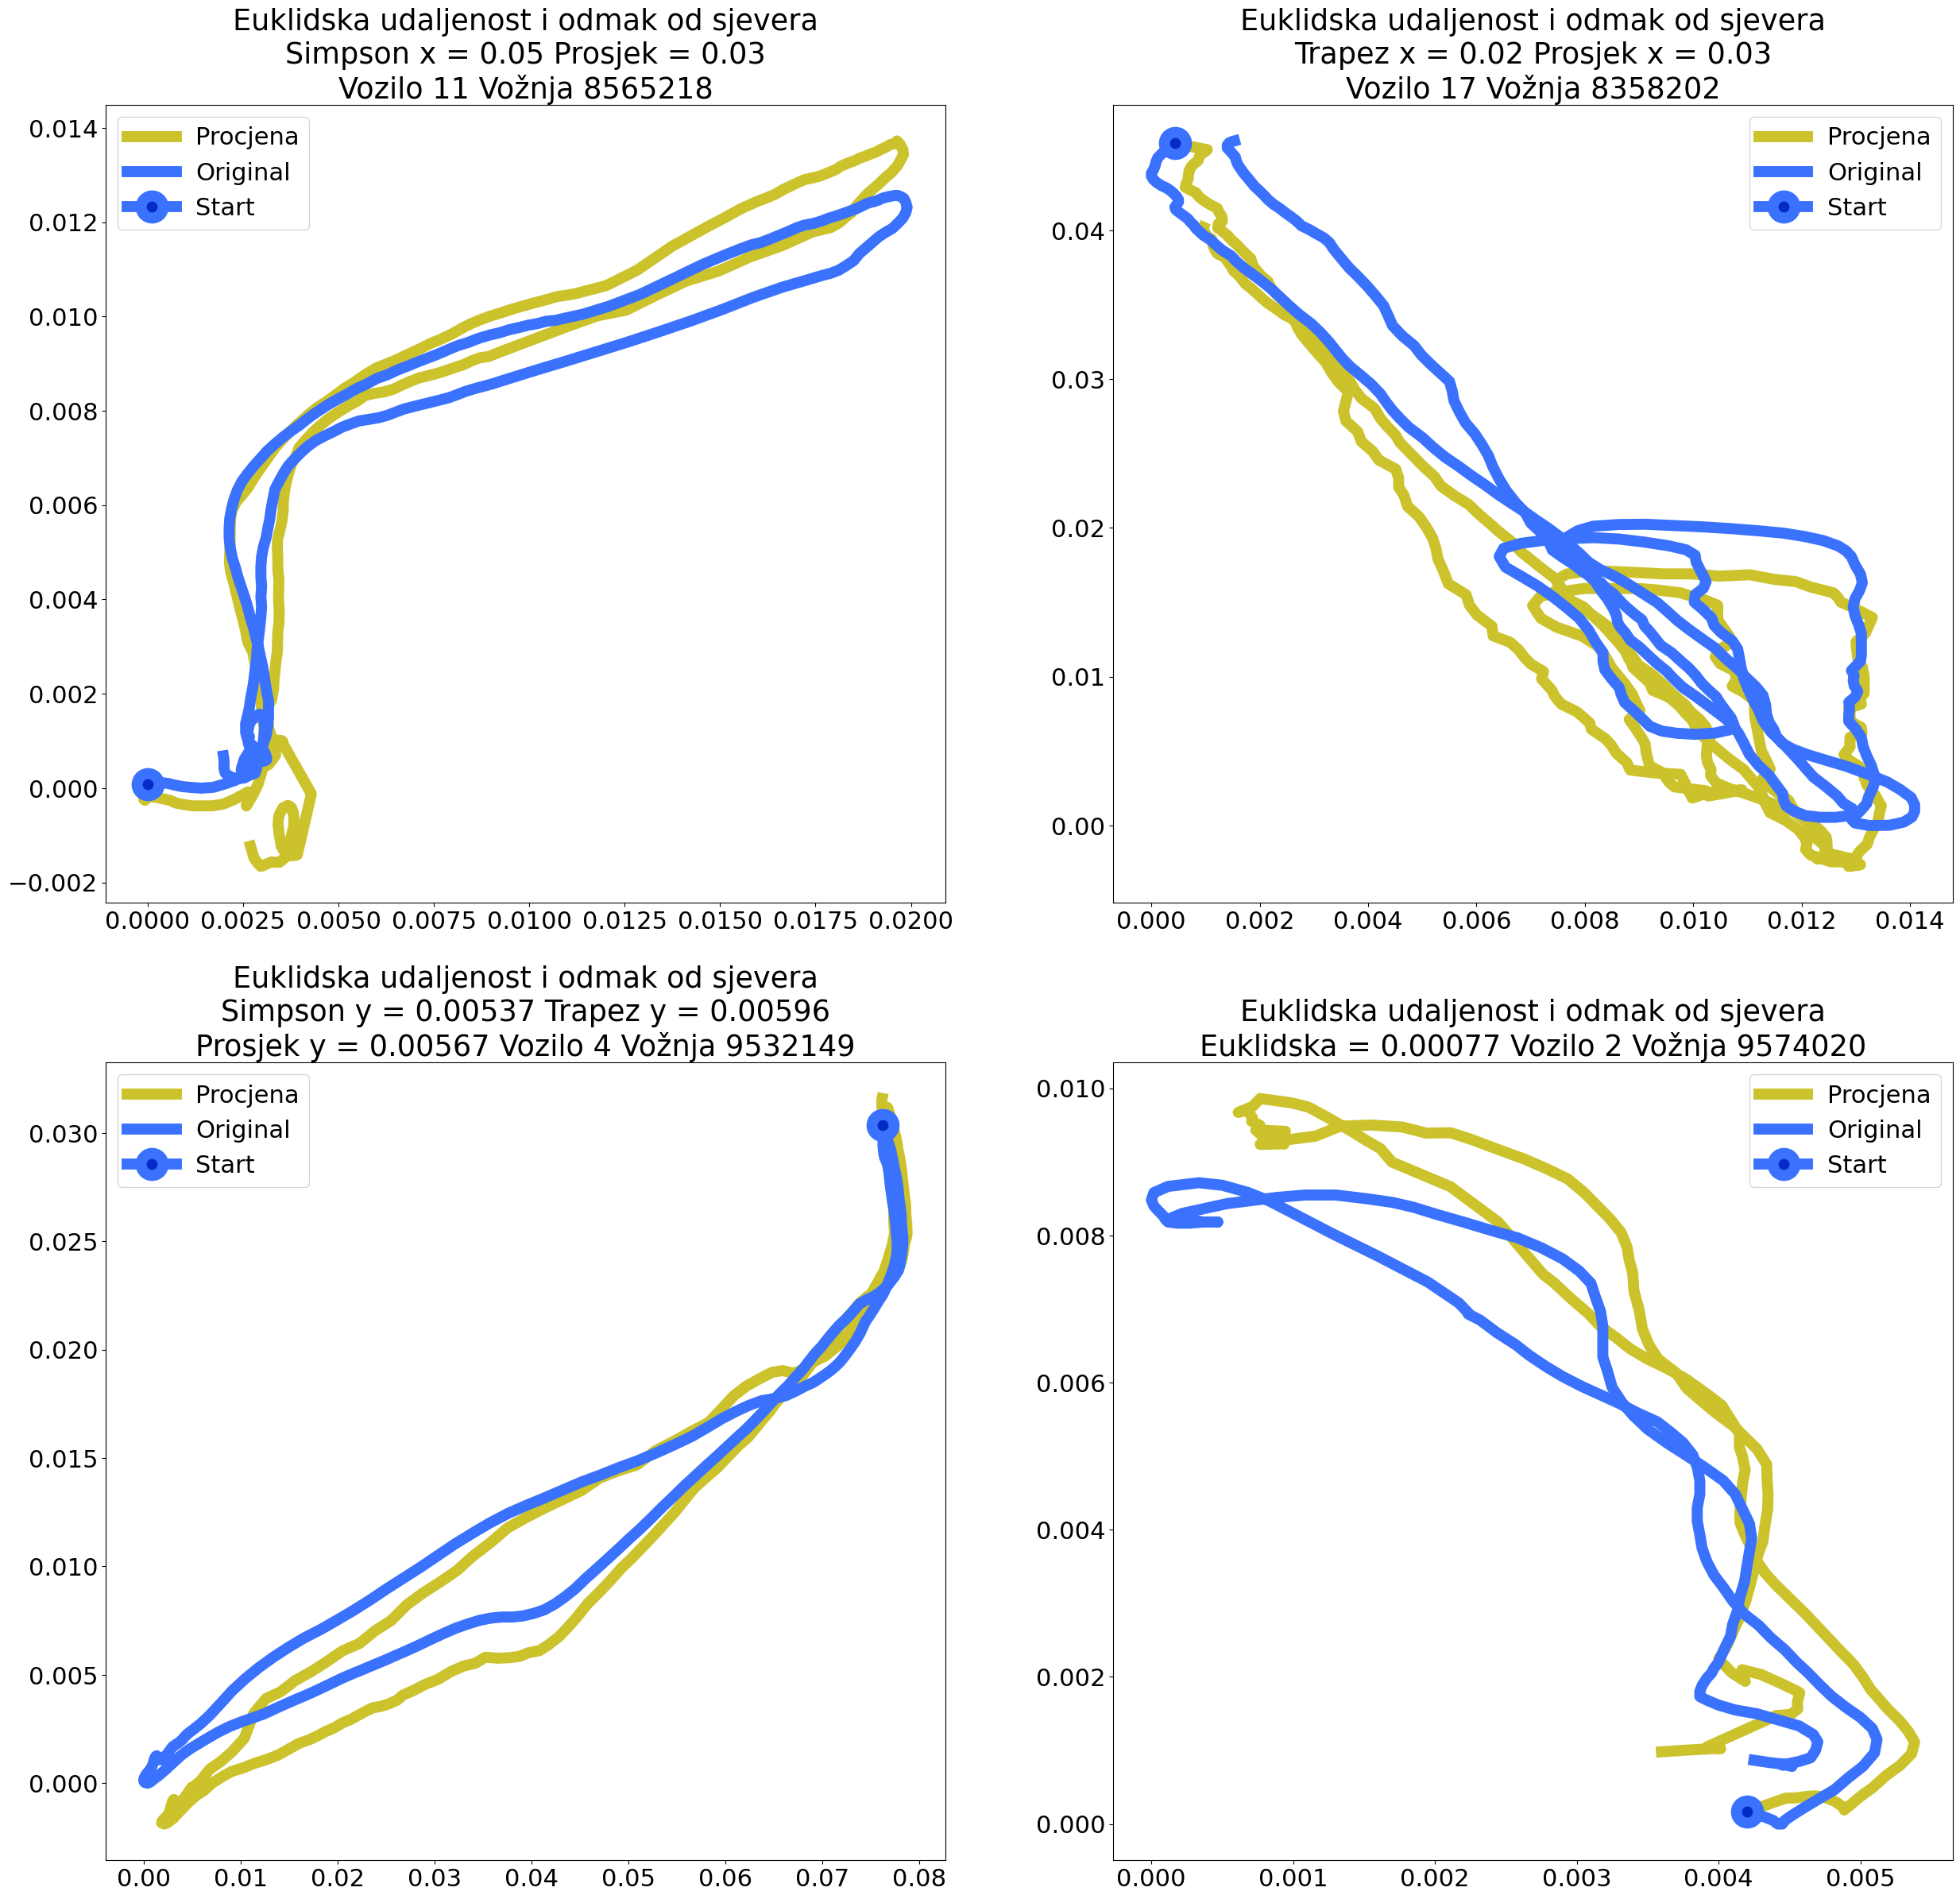 Euklidska udaljenost i odmak od sjevera
Simpson x = 0.05 Prosjek = 0.03
Vozilo 11 Vožnja 8565218
Procjena
Original
Start
0.014
0.012
0.010
0.008
0.006
0.004
0.002
0.000
−0.002
0.0000 0.0025 0.0050 0.0075 0.0100 0.0125 0.0150 0.0175 0.0200
Euklidska udaljenost i odmak od sjevera
Trapez x = 0.02 Prosjek x = 0.03
Vozilo 17 Vožnja 8358202
Procjena
Original
Start
0.04
0.03
0.02
0.01
0.00
0.000 0.002 0.004 0.006 0.008 0.010 0.012 0.014
Euklidska udaljenost i odmak od sjevera
Simpson y = 0.00537 Trapez y = 0.00596
Prosjek y = 0.00567 Vozilo 4 Vožnja 9532149
Procjena
Original
Start
0.030
0.025
0.020
0.015
0.010
0.005
0.000
0.00 0.01 0.02 0.03 0.04 0.05 0.06 0.07 0.08
Euklidska udaljenost i odmak od sjevera
Euklidska = 0.00077 Vozilo 2 Vožnja 9574020
Procjena
Original
Start
0.010
0.008
0.006
0.004
0.002
0.000
0.000 0.001 0.002 0.003 0.004 0.005